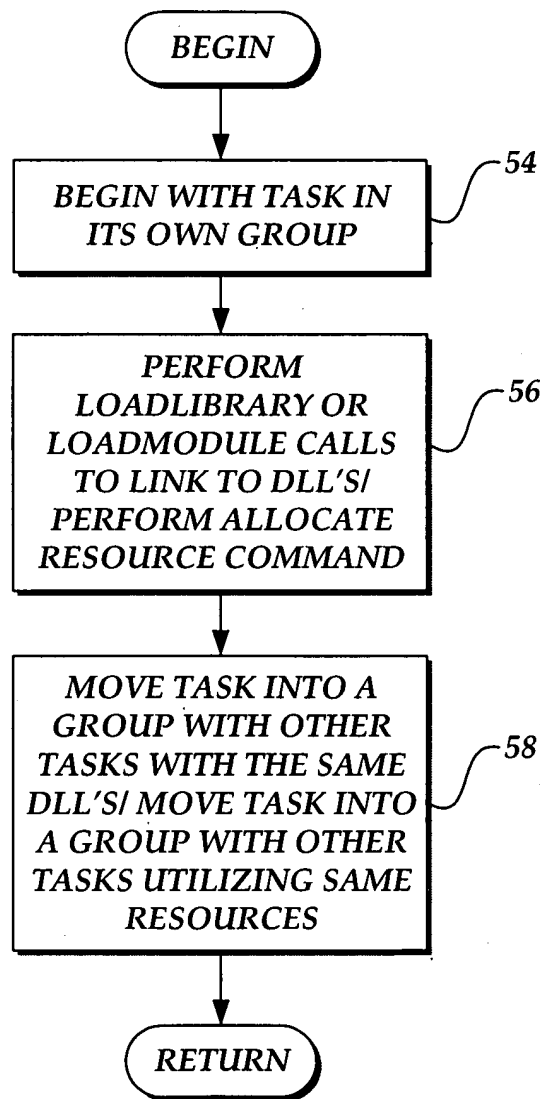 BEGIN
54
BEGIN WITH TASK IN
ITS OWN GROUP
PERFORM
LOADLIBRARY OR
LOADMODULE CALLS
TO LINK TO DLL'S/
PERFORM ALLOCATE
RESOURCE COMMAND
56
MOVE TASK INTO A
GROUP WITH OTHER
TASKS WITH THE SAME
DLL'S/ MOVE TASK INTO
A GROUP WITH OTHER
TASKS UTILIZING SAME
RESOURCES
58
RETURN